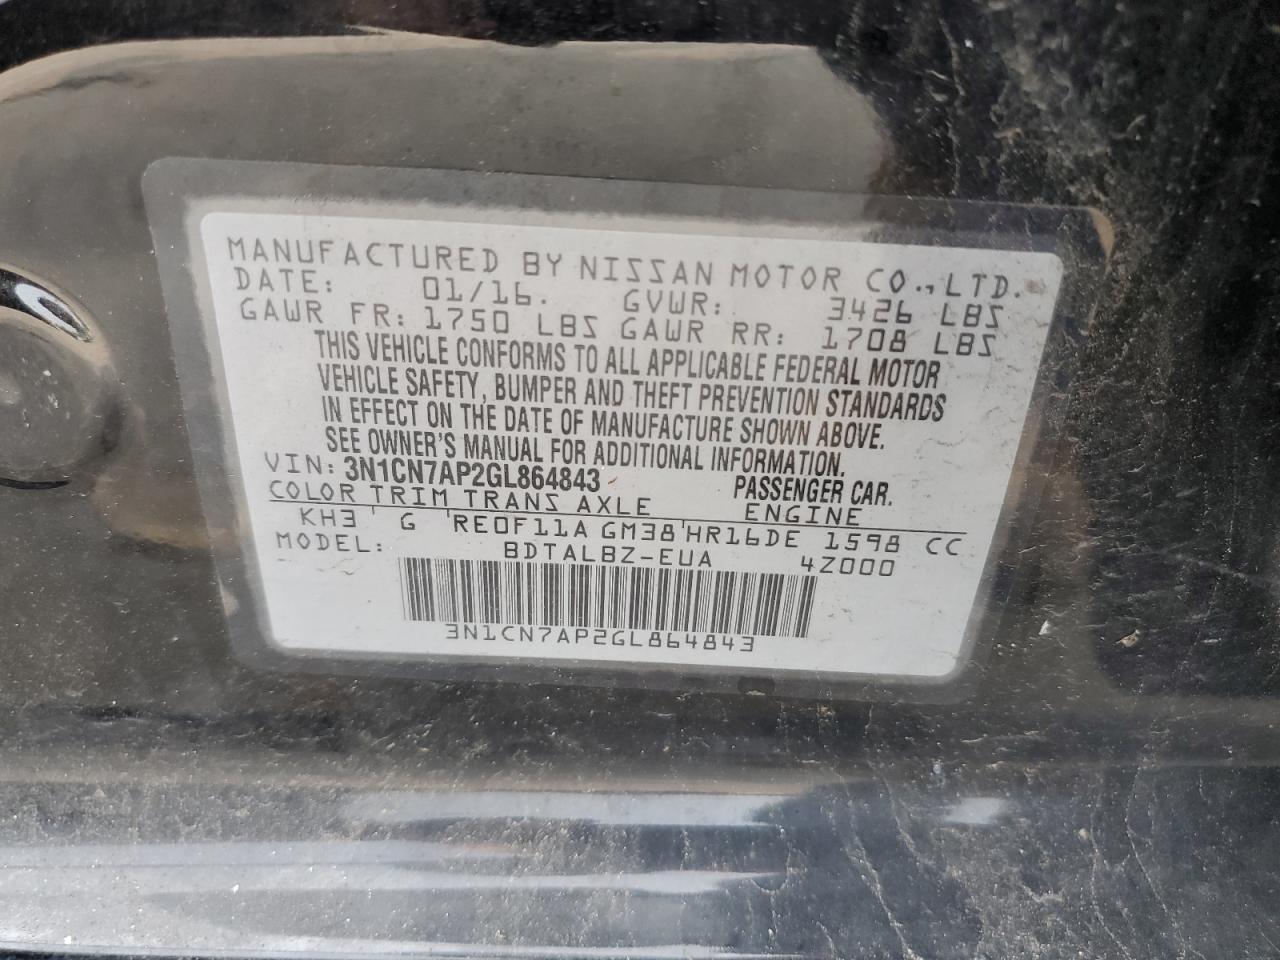 MANUFACTURED BY NISSAN MOTOR CO., LTD.
DATE: 01/16. GVWR: 3426 LBS
GAWR FR: 1750 LBS GAWR RR: 1708 LBS
THIS VEHICLE CONFORMS TO ALL APPLICABLE FEDERAL MOTOR
VEHICLE SAFETY, BUMPER AND THEFT PREVENTION STANDARDS
IN EFFECT ON THE DATE OF MANUFACTURE SHOWN ABOVE.
SEE OWNER'S MANUAL FOR ADDITIONAL INFORMATION.
VIN: 3N1CN7AP2GL864843 PASSENGER CAR.
COLOR TRIM TRANS AXLE ENGINE
KH3 ' G ' RE0F11A GM38'HR16DE 1598 CC
MODEL: BDTALBZ-EUA 4Z000
3N1CN7AP2GL864843